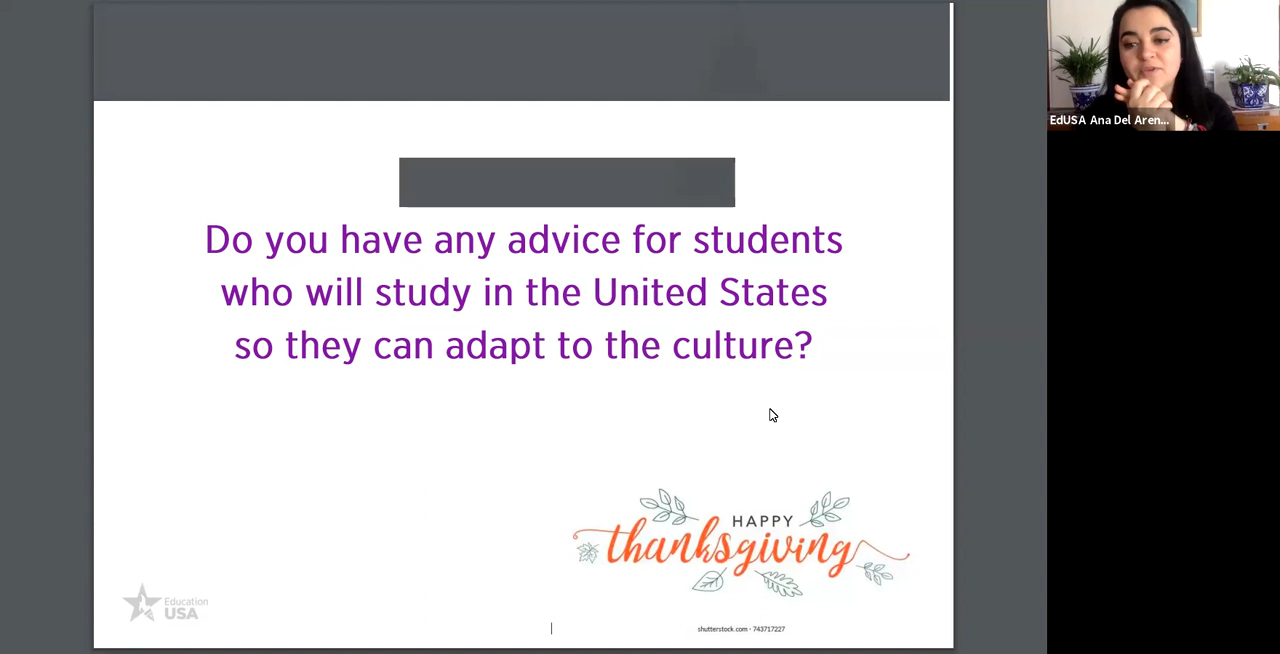 EdUSA Ana Del Aren...
Do you have any advice for students
who will study in the United States
so they can adapt to the culture?
HAPPY
thanksgiving
Education
USA
shutterstock.com · 743717227